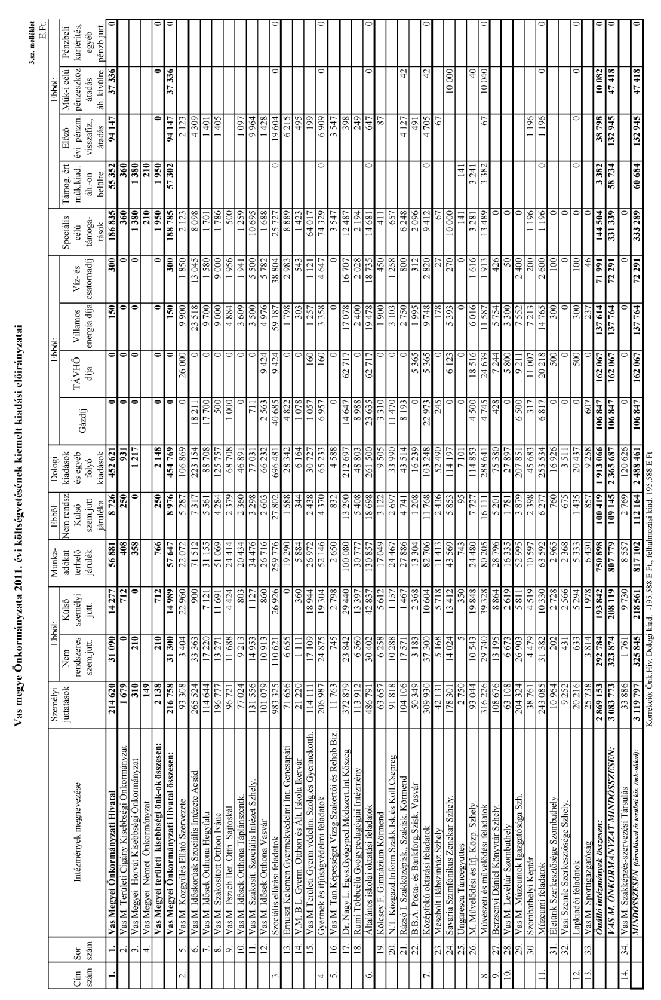 3.sz. melléklet
Vas megye Önkormányzata 2011. évi költségvetésének kiemelt kiadási előirányzatai
E.Ft.
Cím szám Sor szám Intézmények megnevezése Személyi juttatások Ebből: Munka-adókat terhelő járulék Ebből: Dologi kiadások és egyéb folyó kiadások Ebből: Speciális célú támoga-tások Ebből:
Nem rendszeres szem.jutt. Külső személyi jutt. Nem rendsz. Külső szem.jutt járuléka Gázdíj TÁVHŐ díja Villamos energia díja Víz- és csatornadíj Támog. ért műk.kiad. áh.-on belülre Előző évi pénzm. visszafiz., átadás Műk-i célú pénzeszköz átadás áh. kívülre Pénzbeli kártérítés, egyéb pénzb.jutt.
1. 1. Vas Megyei Önkormányzati Hivatal 214 620 31 090 14 277 56 881 8 726 452 621 0 0 150 300 186 835 55 352 94 147 37 336 0
2. Vas M. Területi Cigány Kisebbségi Önkormányzat 1 679 0 712 408 250 931 0 0 0 0 360 360
3. Vas Megyei Horvát Kisebbségi Önkormányzat 310 210 0 358 0 1 217 0 0 0 0 1 380 1 380
4. Vas Megyei Német Önkormányzat 149 210 210
Vas Megyei területi kisebbségi önk-ok összesen: 2 138 210 712 766 250 2 148 0 0 0 0 1 950 1 950 0 0 0
Vas Megyei Önkormányzati Hivatal összesen: 216 758 31 300 14 989 57 647 8 976 454 769 0 0 150 300 188 785 57 302 94 147 37 336 0
2. 5. Vas M. Közgyűlés Ellátó Szervezete 93 308 3 404 22 960 22 072 5 287 106 869 0 26 000 9 900 1 850 2 123 2 123
6. Vas M. Időskorúak Szociális Intézete Acsád 265 524 33 363 900 71 512 7 317 223 154 18 211 0 23 518 13 045 8 098 4 309
7. Vas M. Idősek Otthona Hegyfalu 114 644 17 220 7 121 31 155 5 561 88 708 17 700 0 9 700 1 580 1 701 1 401
8. Vas M. Szakosított Otthon Ivánc 196 777 13 271 11 691 51 069 4 284 125 757 500 0 9 000 9 000 1 786 1 405
9. Vas M. Pszich.Bet. Otth. Sajtoskál 96 721 11 688 4 424 24 414 2 379 68 708 1 000 0 4 884 1 956 500
10. Vas M. Idősek Otthona Táplánszentk. 77 024 9 213 803 20 434 2 360 46 891 0 0 3 609 1 941 1 259 1 097
11. Vas M. Szakosít. Szociális Intézet Szhely. 131 556 14 953 1 127 34 476 3 298 77 031 711 0 3 500 5 500 10 695 9 964
12. Vas M. Idősek Otthona Vasvár 101 079 10 913 860 26 716 2 603 66 232 2 563 9 424 4 976 5 782 1 688 1 428
3. Szociális ellátási feladatok 983 325 110 621 26 926 259 776 27 802 696 481 40 685 9 424 59 187 38 804 25 727 0 19 604 0 0
13. Ernuszt Kelemen Gyermekvédelmi Int. Gencsapáti 71 656 6 655 0 19 290 1 588 28 342 4 822 0 1 798 2 983 8 889 6 215
14. V.M. B.L. Gyerm. Otthon és Ált. Iskola Ikervár 21 220 1 111 360 5 884 344 6 164 1 078 0 303 543 1 423 495
15. Vas M.Területi Gyerm.védelmi Szolg.és Gyermekotth. 114 111 17 109 18 944 26 972 2 438 30 727 1 057 160 1 257 1 121 64 017 199
4. Gyermek és ifjúságvédelmi feladatok 206 987 24 875 19 304 52 146 4 370 65 233 6 957 160 3 358 4 647 74 329 0 6 909 0 0
5. 16. Vas M. Tan.Képességet Vizsg.Szakértői és Rehab.Biz. 11 763 745 2 798 2 650 832 4 588 0 0 0 0 3 547 3 547
17. Dr. Nagy L. Egys.Gyógyped.Módszert.Int.Kőszeg 372 879 23 842 29 440 100 080 13 290 212 697 14 647 62 717 17 078 16 707 12 487 398
18. Rumi Többcélú Gyógypedagógiai Intézmény 113 912 6 560 13 397 30 777 5 408 48 803 8 988 0 2 400 2 028 2 194 249
6. Általános iskolai oktatási feladatok 486 791 30 402 42 837 130 857 18 698 261 500 23 635 62 717 19 478 18 735 14 681 0 647 0 0
19. Kölcsey F. Gimnázium Körmend 63 657 6 258 5 612 17 049 3 122 9 505 3 310 0 1 900 450 411 87
20. N.T. Közgazd.Inform.Szak.Isk.és Koll.Csepreg 91 818 10 288 1 157 24 467 2 697 33 990 11 470 0 3 103 1 258 657
21. Rázsó I. Szakközépisk., Szakisk. Körmend 104 106 17 571 1 467 27 886 4 741 43 514 8 193 0 2 750 800 6 248 4 127 42
22. B.B.A. Posta- és Bankforg.Szisk. Vasvár 50 349 3 183 2 368 13 304 1 208 16 239 0 5 365 1 995 312 2 096 491
7. Középfokú oktatási feladatok 309 930 37 300 10 604 82 706 11 768 103 248 22 973 5 365 9 748 2 820 9 412 0 4 705 42 0
23. Mesebolt Bábszínház Szhely. 42 131 5 168 5 718 11 413 2 436 52 490 245 0 178 27 67 67
24. Savaria Szimfonikus Zenekar Szhely. 178 301 14 024 13 412 43 569 5 853 114 197 0 6 123 5 393 270 10 000 10 000
25. Ungaresca Táncegyüttes 2 750 5 350 743 95 7 101 0 0 0 0 141 141
26. M. Művelődési és Ifj. Közp. Szhely. 93 044 10 543 19 848 24 480 7 727 114 853 4 500 18 516 6 016 1 616 3 281 3 241 40
8. Művészeti és művelődési feladatok 316 226 29 740 39 328 80 205 16 111 288 641 4 745 24 639 11 587 1 913 13 489 3 382 67 10 040 0
9. 27. Berzsenyi Dániel Könyvtár Szhely. 108 676 13 195 8 864 28 796 5 201 75 380 428 7 244 5 754 426 0
10. 28. Vas M. Levéltár Szombathely 63 108 6 673 2 619 16 335 1 781 27 897 0 5 800 3 300 50 0
29. Vas M. Múzeumok Igazgatósága Szh. 204 324 26 903 5 811 52 995 3 879 207 851 6 500 9 211 7 552 2 400 0
30. Szombathelyi Képtár 38 761 4 479 4 519 10 597 2 398 45 683 317 11 007 7 213 200 1 196 1 196
11. Múzeumi feladatok 243 085 31 382 10 330 63 592 6 277 253 534 6 817 20 218 14 765 2 600 1 196 0 1 196 0 0
31. Életünk Szerkesztősége Szombathely 10 964 202 2 728 2 965 760 16 926 0 500 300 100 0
32. Vasi Szemle Szerkesztősége Szhely. 9 252 431 2 566 2 368 675 3 511 0 0 0 0 0
12. Lapkiadói feladatok 20 216 633 5 294 5 333 1 435 20 437 0 500 300 100 0 0 0 0 0
13. 33. Vas M. Sportigazgatóság 25 738 3 814 1 978 6 430 857 9 258 607 0 237 46 0
Önálló intézmények összesen: 2 869 153 292 784 193 842 750 898 100 419 1 913 066 106 847 162 067 137 614 71 991 144 504 3 382 38 798 10 082 0
VAS M. ÖNKORMÁNYZAT MINDÖSSZESEN: 3 083 773 323 874 208 119 807 779 109 145 2 365 687 106 847 162 067 137 764 72 291 331 339 58 734 132 945 47 418 0
14. 34. Vas M. Szakképzés-szervezési Társulás 33 886 1 761 9 730 8 557 2 769 120 626 0 0 0 0 0
MINDÖSSZESEN (társulással és területi kis. önk-okkal): 3 119 797 325 845 218 561 817 102 112 164 2 488 461 106 847 162 067 137 764 72 291 333 289 60 684 132 945 47 418 0
Korrekció: Önk.Hiv. Dologi kiad. -195.588 E Ft., felhalmozási kiad. 195.588 E Ft